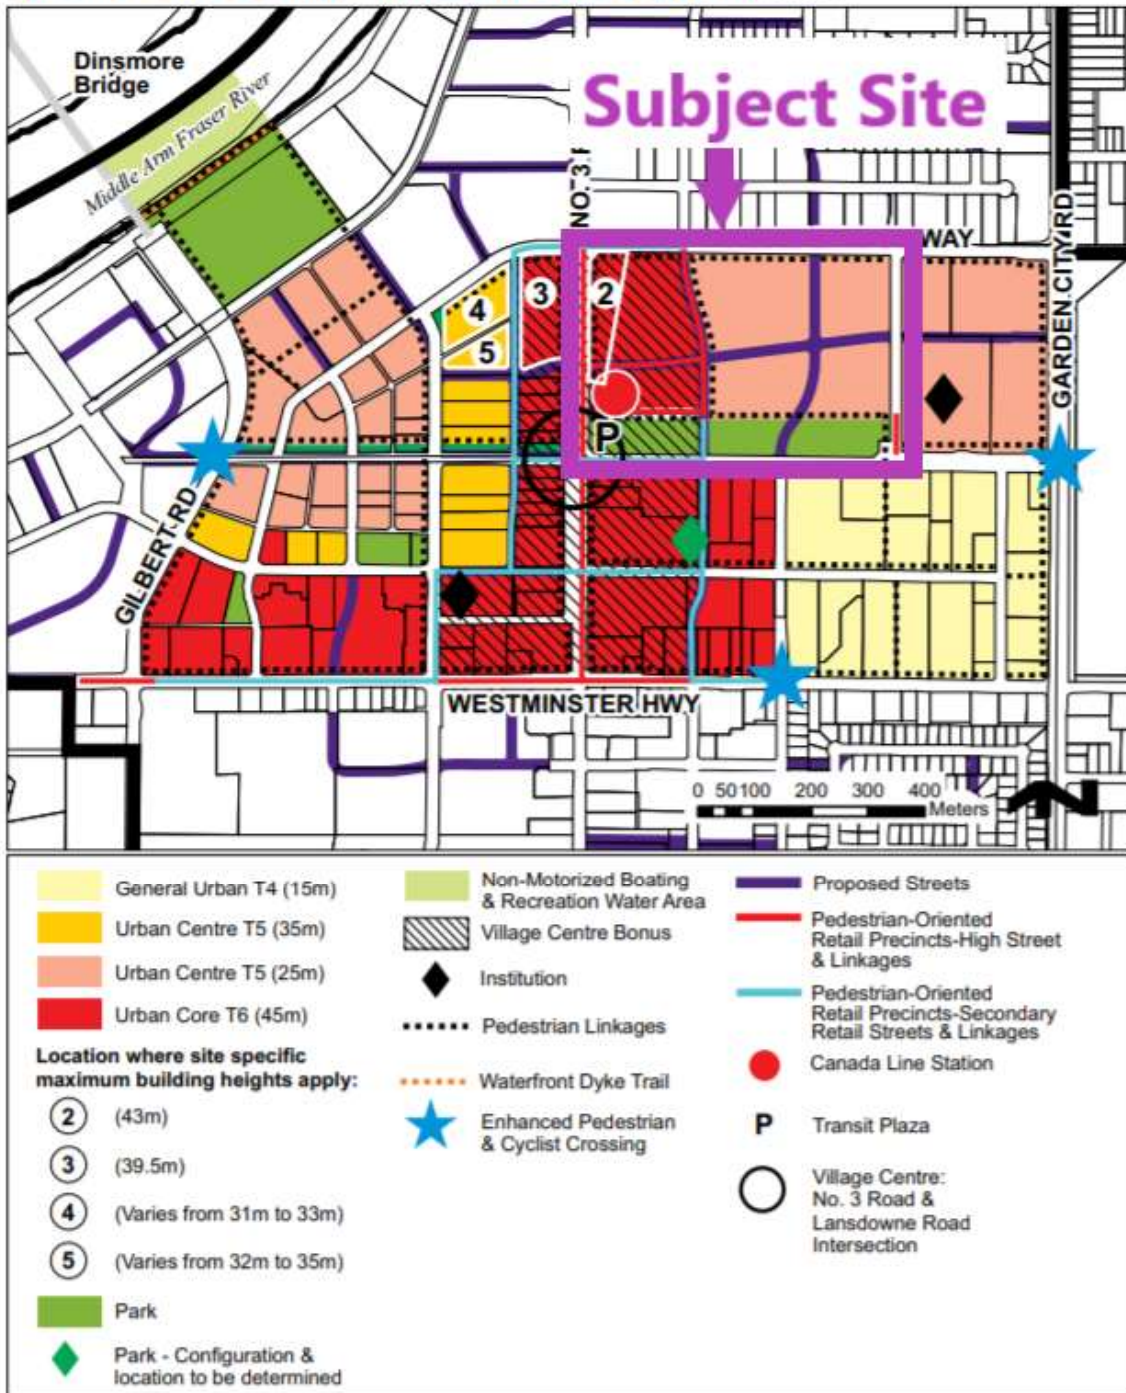 Dinsmore
Bridge
Middle Arm Fraser River
Subject Site
NO. 3 R
WAY
GARDEN CITY RD
4
3
2
5
P
GILBERT RD
WESTMINSTER HWY
0 50 100 200 300 400
Meters
General Urban T4 (15m)
Urban Centre T5 (35m)
Urban Centre T5 (25m)
Urban Core T6 (45m)
Location where site specific
maximum building heights apply:
2 (43m)
3 (39.5m)
4 (Varies from 31m to 33m)
5 (Varies from 32m to 35m)
Park
Park - Configuration &
location to be determined
Non-Motorized Boating
& Recreation Water Area
Village Centre Bonus
Institution
Pedestrian Linkages
Waterfront Dyke Trail
Enhanced Pedestrian
& Cyclist Crossing
Proposed Streets
Pedestrian-Oriented
Retail Precincts-High Street
& Linkages
Pedestrian-Oriented
Retail Precincts-Secondary
Retail Streets & Linkages
Canada Line Station
P Transit Plaza
Village Centre:
No. 3 Road &
Lansdowne Road
Intersection